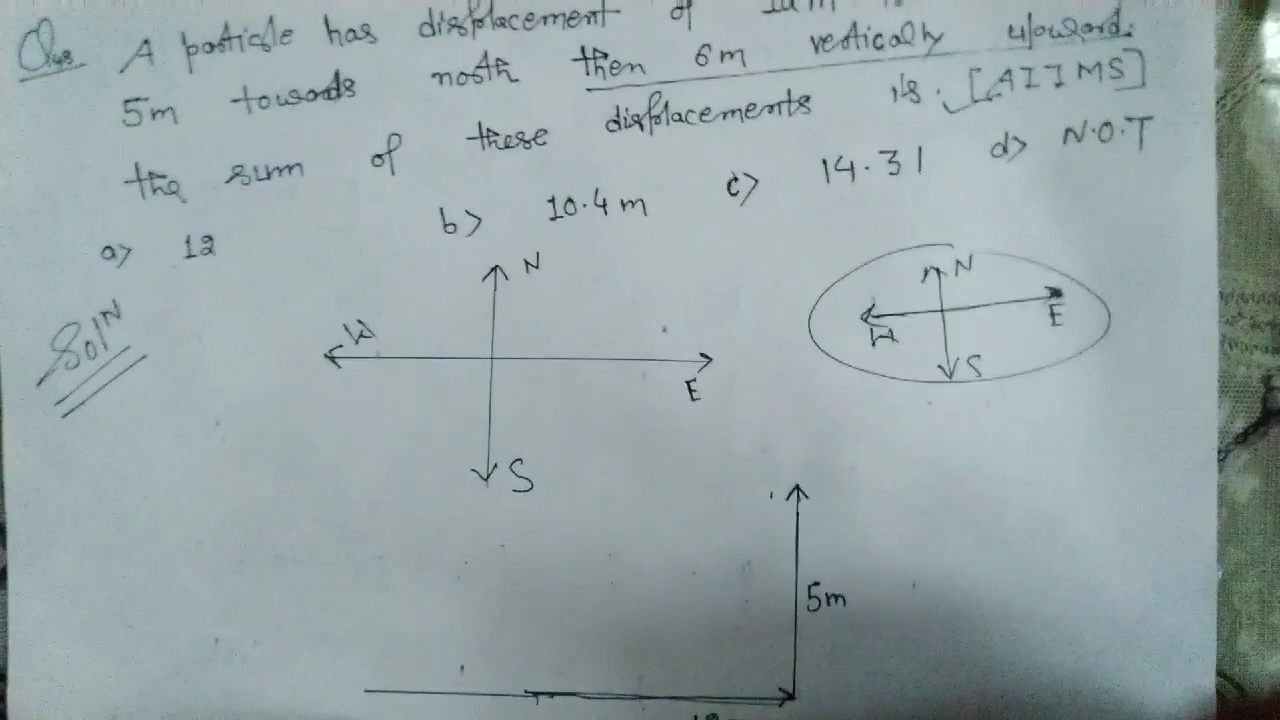 Ques. A particle has displacement of
5m towards north then 6m vertically upward.
the sum of these displacements is. [AIIMS]
a> 12 b> 10.4 m c> 14.31 d> N.O.T
Solⁿ
N
W
E
S
N
W
E
S
5m